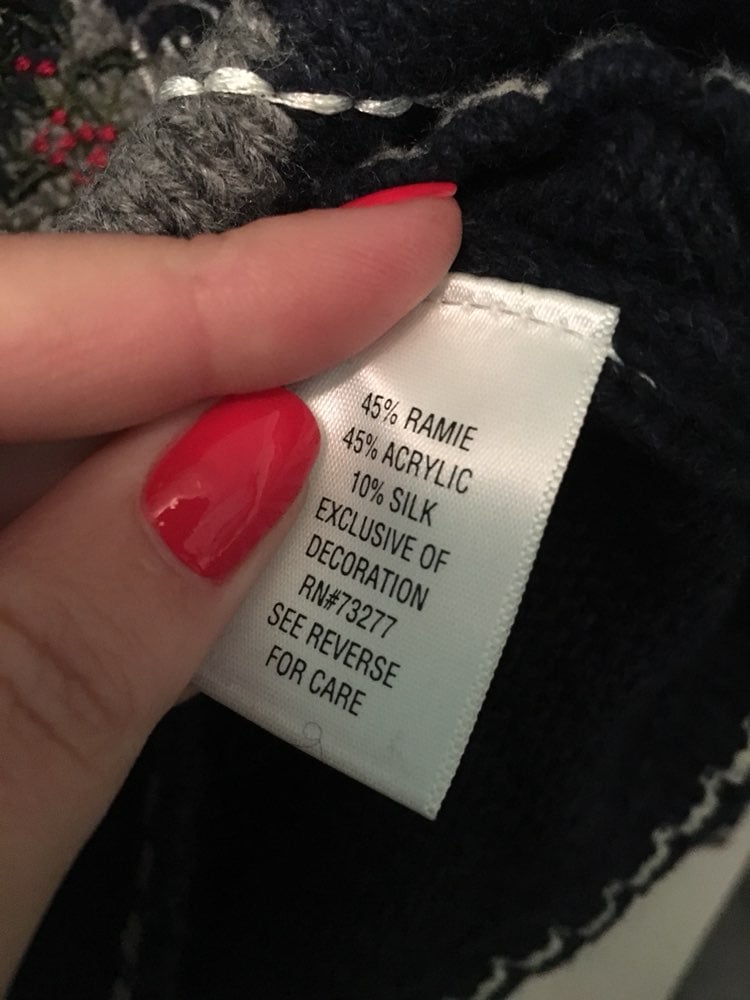 45% RAMIE
45% ACRYLIC
10% SILK
EXCLUSIVE OF
DECORATION
RN#73277
SEE REVERSE
FOR CARE